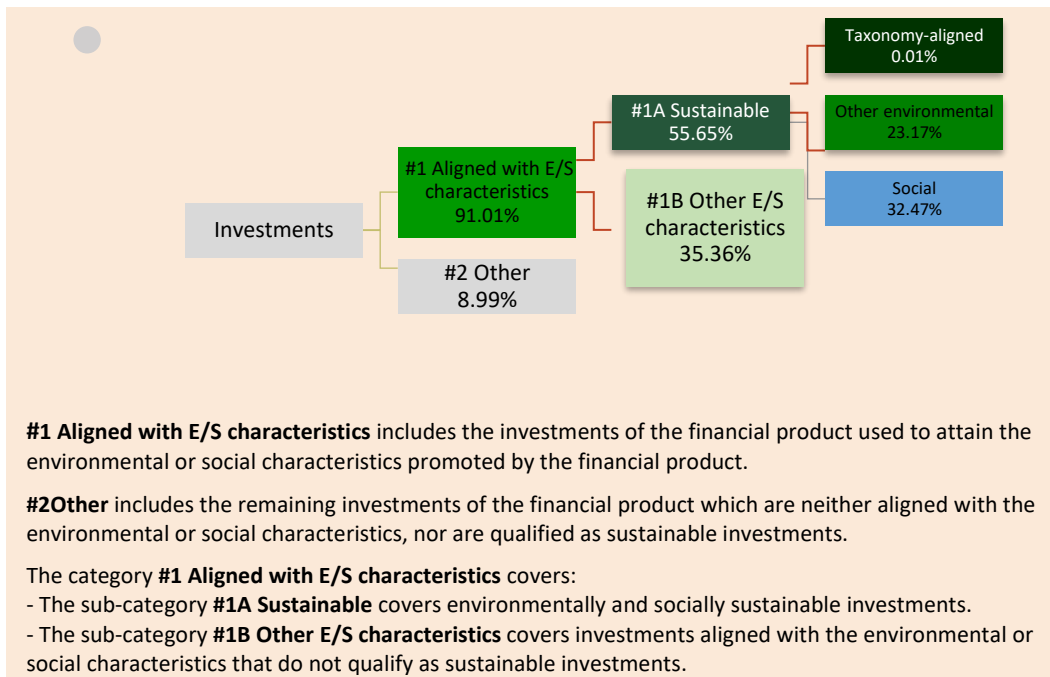 Taxonomy-aligned
0.01%
#1A Sustainable
55.65%
Other environmental
23.17%
#1 Aligned with E/S
characteristics
91.01%
#1B Other E/S
characteristics
35.36%
Social
32.47%
Investments
#2 Other
8.99%
#1 Aligned with E/S characteristics includes the investments of the financial product used to attain the
environmental or social characteristics promoted by the financial product.
#2Other includes the remaining investments of the financial product which are neither aligned with the
environmental or social characteristics, nor are qualified as sustainable investments.
The category #1 Aligned with E/S characteristics covers:
- The sub-category #1A Sustainable covers environmentally and socially sustainable investments.
- The sub-category #1B Other E/S characteristics covers investments aligned with the environmental or
social characteristics that do not qualify as sustainable investments.